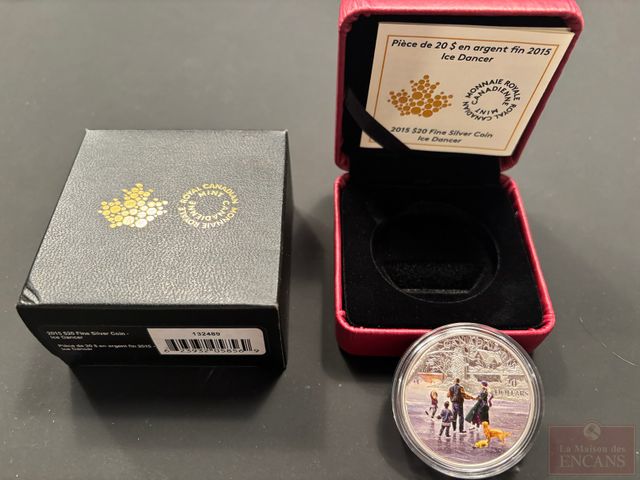 Pièce de 20 $ en argent fin 2015
Ice Dancer
MONNAIE ROYALE CANADIENNE
ROYAL CANADIAN MINT
2015 $20 Fine Silver Coin
Ice Dancer
ROYAL CANADIAN MINT
MONNAIE ROYALE CANADIENNE
2015 $20 Fine Silver Coin -
Ice Dancer
Pièce de 20 $ en argent fin 2015
Ice Dancer
132489
CANADA
20
DOLLARS
La Maison des
ENCANS